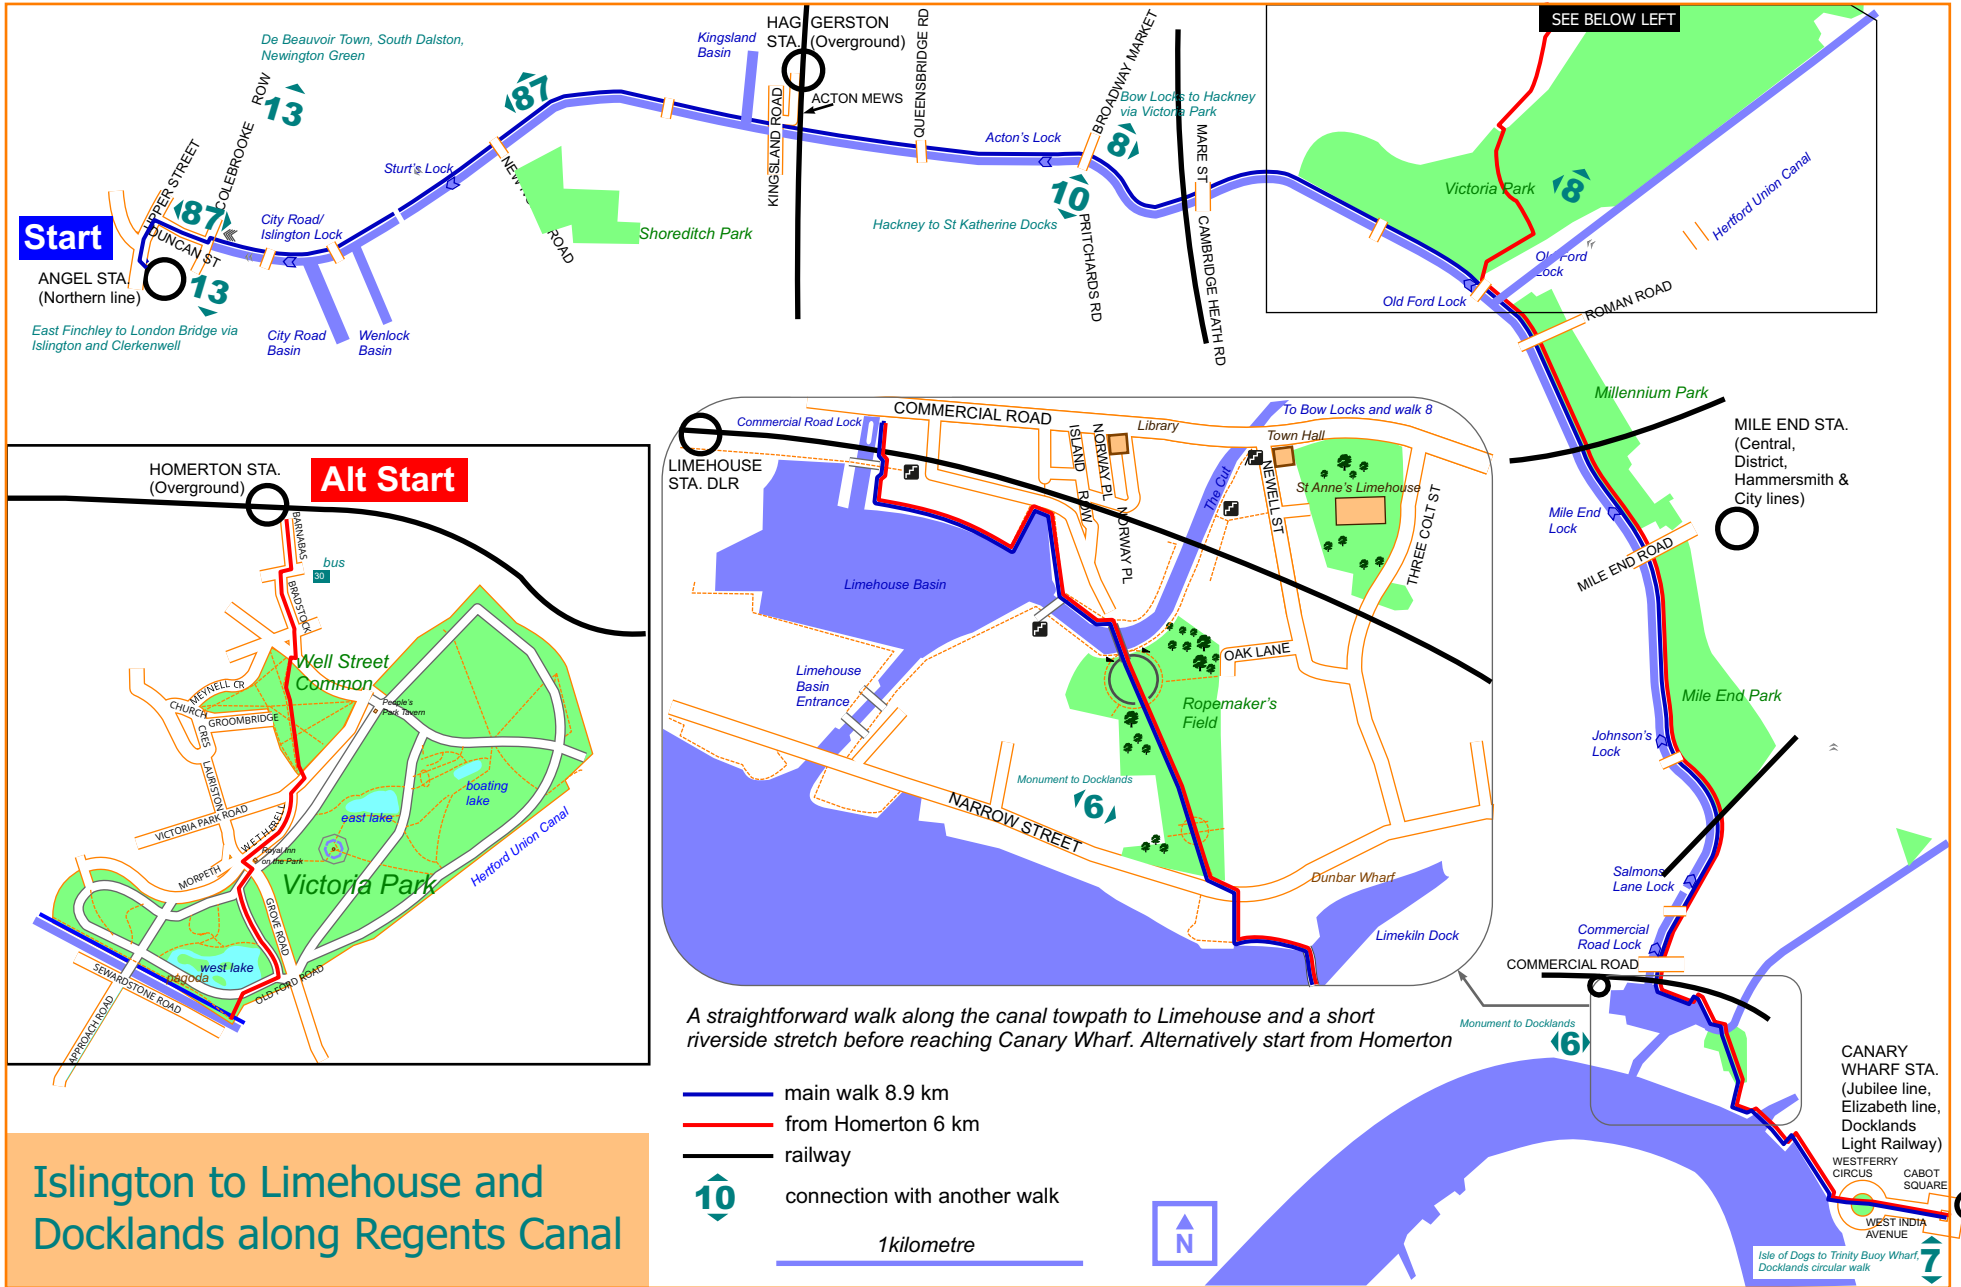 SEE BELOW LEFT
De Beauvoir Town, South Dalston,
Newington Green
13
COLEBROOKE ROW
UPPER STREET
87
DUNCAN ST
Start
ANGEL STA.
(Northern line)
13
East Finchley to London Bridge via
Islington and Clerkenwell
City Road/
Islington Lock
City Road
Basin
Wenlock
Basin
Sturt's Lock
87
ROAD
Shoreditch Park
Kingsland
Basin
HAGGERSTON
STA. (Overground)
ACTON MEWS
KINGSLAND ROAD
QUEENSBRIDGE RD
Acton's Lock
BROADWAY MARKET
Bow Locks to Hackney
via Victoria Park
8
10
Hackney to St Katherine Docks
PRITCHARDS RD
MARE ST
CAMBRIDGE HEATH RD
Victoria Park
8
Hertford Union Canal
Old Ford
Lock
Old Ford Lock
ROMAN ROAD
Millennium Park
MILE END STA.
(Central,
District,
Hammersmith &
City lines)
Mile End
Lock
MILE END ROAD
Mile End Park
Johnson's
Lock
Salmons
Lane Lock
Commercial
Road Lock
COMMERCIAL ROAD
Monument to Docklands
6
CANARY
WHARF STA.
(Jubilee line,
Elizabeth line,
Docklands
Light Railway)
WESTFERRY
CIRCUS
CABOT
SQUARE
WEST INDIA
AVENUE
Isle of Dogs to Trinity Buoy Wharf,
Docklands circular walk
7
HOMERTON STA.
(Overground)
Alt Start
BARNABAS
bus
30
BRADSTOCK
Well Street
Common
MEYNELL CR
CHURCH
CRES
GROOMBRIDGE
People's
Park Tavern
LAURISTON
VICTORIA PARK ROAD
WETHERELL
Royal Inn
on the Park
MORPETH
boating
lake
east lake
Victoria Park
Hertford Union Canal
GROVE ROAD
west lake
pagoda
OLD FORD ROAD
SEWARDSTONE ROAD
APPROACH ROAD
Commercial Road Lock
COMMERCIAL ROAD
LIMEHOUSE
STA. DLR
ISLAND
ROW
NORWAY PL
NORWAY PL
Library
To Bow Locks and walk 8
Town Hall
The Cut
NEWELL ST
St Anne's Limehouse
THREE COLT ST
Limehouse Basin
Limehouse
Basin
Entrance
OAK LANE
Ropemaker's
Field
Monument to Docklands
6
NARROW STREET
Dunbar Wharf
Limekiln Dock
A straightforward walk along the canal towpath to Limehouse and a short
riverside stretch before reaching Canary Wharf. Alternatively start from Homerton
main walk 8.9 km
from Homerton 6 km
railway
10
connection with another walk
1kilometre
N
Islington to Limehouse and
Docklands along Regents Canal